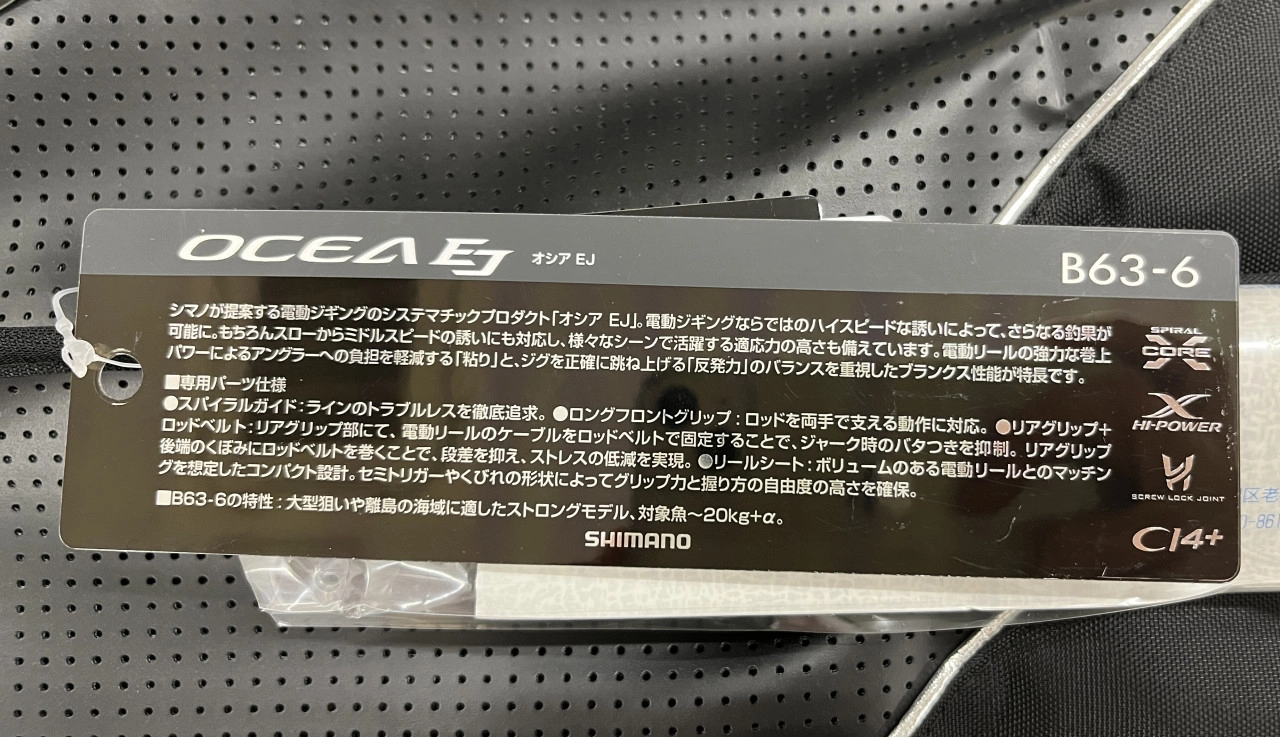 OCEA EJ オシア EJ B63-6
シマノが提案する電動ジギングのシステマチックプロダクト「オシア EJ」。電動ジギングならではのハイスピードな誘いによって、さらなる釣果が
可能に。もちろんスローからミドルスピードの誘いにも対応し、様々なシーンで活躍する適応力の高さも備えています。電動リールの強力な巻上
パワーによるアングラーへの負担を軽減する「粘り」と、ジグを正確に跳ね上げる「反発力」のバランスを重視したブランクス性能が特長です。
■専用パーツ仕様
●スパイラルガイド:ラインのトラブルレスを徹底追求。 ●ロングフロントグリップ:ロッドを両手で支える動作に対応。 ●リアグリップ+
ロッドベルト:リアグリップ部にて、電動リールのケーブルをロッドベルトで固定することで、ジャーク時のバタつきを抑制。リアグリップ
後端のくぼみにロッドベルトを巻くことで、段差を抑え、ストレスの低減を実現。 ●リールシート:ボリュームのある電動リールとのマッチン
グを想定したコンパクト設計。セミトリガーやくびれの形状によってグリップ力と握り方の自由度の高さを確保。
■B63-6の特性:大型狙いや離島の海域に適したストロングモデル、対象魚～20kg+α。
SHIMANO
SPIRAL
X
CORE
X
HI-POWER
SCREW LOCK JOINT
CI4+
区老
0-861